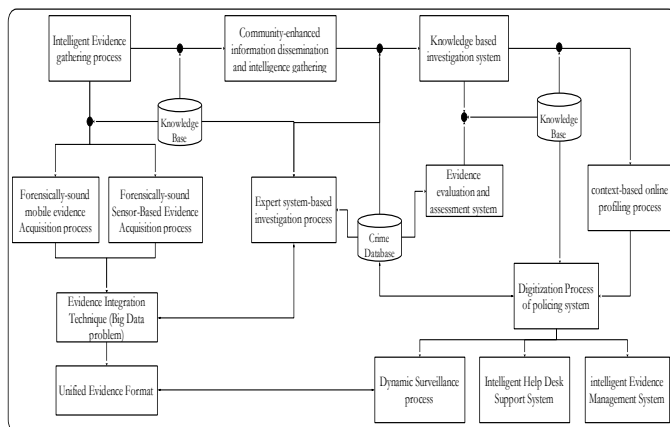 Intelligent Evidence
gathering process
Community-enhanced
information dissemination
and intelligence gathering
Knowledge based
investigation system
Knowledge
Base
Knowledge
Base
Forensically-sound
mobile evidence
Acquisition process
Forensically-sound
Sensor-Based Evidence
Acquisition process
Expert system-based
investigation process
Evidence
evaluation and
assessment system
context-based online
profiling process
Crime
Database
Evidence Integration
Technique (Big Data
problem)
Digitization Process
of policing system
Unified Evidence Format
Dynamic Surveillance
process
Intelligent Help Desk
Support System
intelligent Evidence
Management System